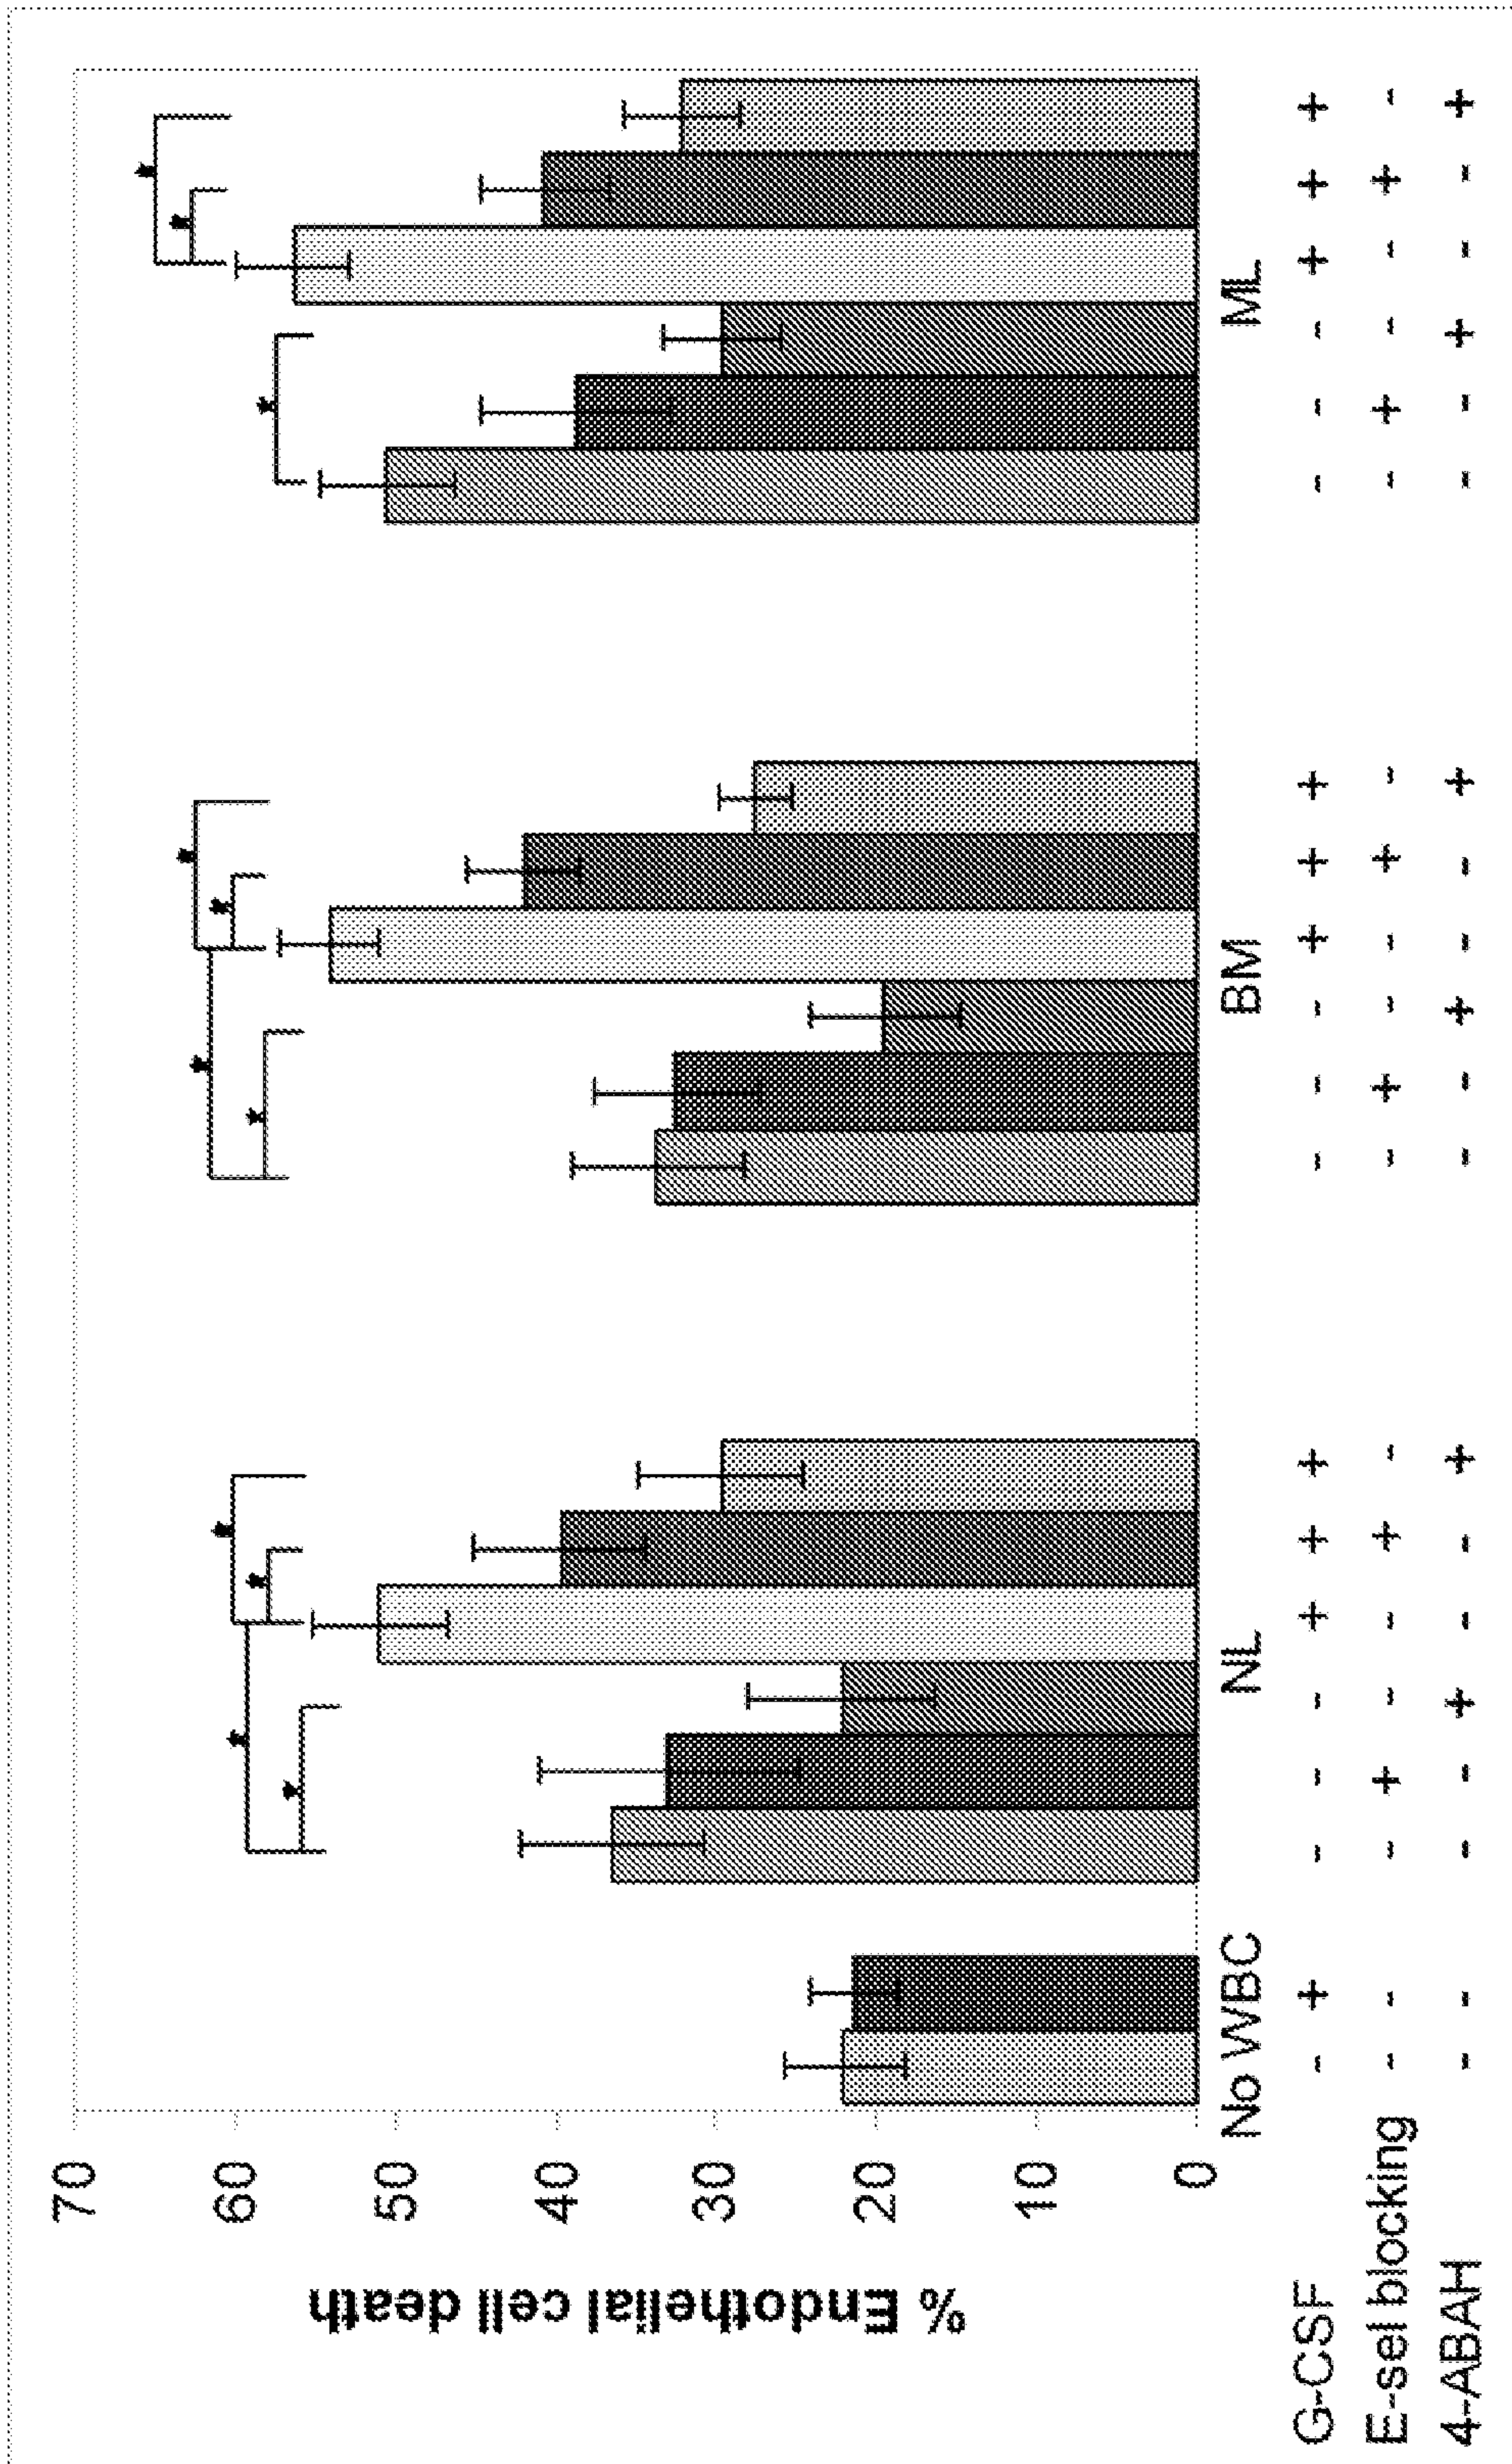 % Endothelial cell death
70
60
50
40
30
20
10
0
No WBC NL BM ML
G-CSF - + - - - + + + - - - + + + - - - + + +
E-sel blocking - - - + - - + - - + - - + - - + - - + -
4-ABAH - - - - + - - + - - + - - + - - + - - +